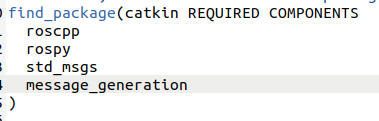 find_package(catkin REQUIRED COMPONENTS
roscpp
rospy
std_msgs
message_generation
)